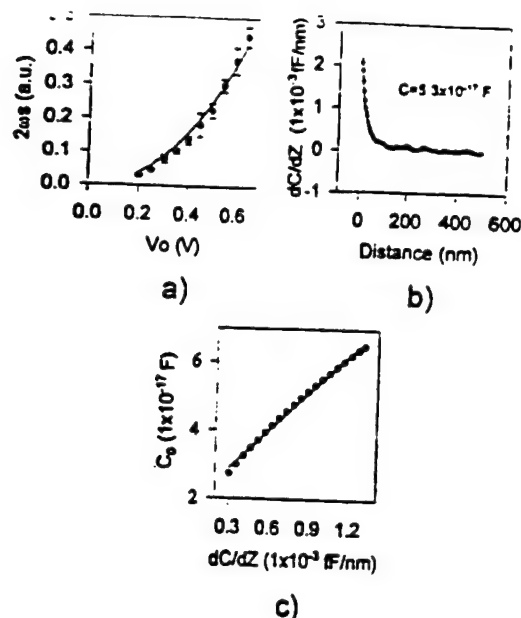 2ωs (a.u.)
0.4
0.3
0.2
0.1
0.0
0.0 0.2 0.4 0.6
Vo (V)
a)
dC/dZ (1x10⁻³ fF/nm)
3
2
1
0
-1
C=5.3x10⁻¹⁷ F
0 200 400 600
Distance (nm)
b)
C₀ (1x10⁻¹⁷ F)
6
4
2
0.3 0.6 0.9 1.2
dC/dZ (1x10⁻³ fF/nm)
c)